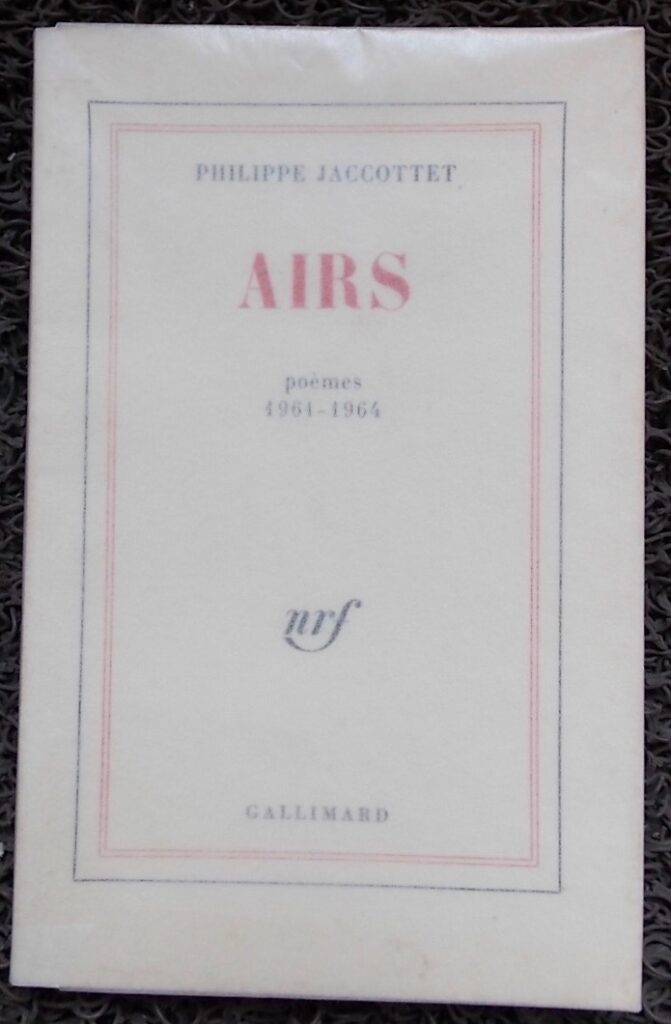 PHILIPPE JACCOTTET
AIRS
poèmes
1961-1964
nrf
GALLIMARD